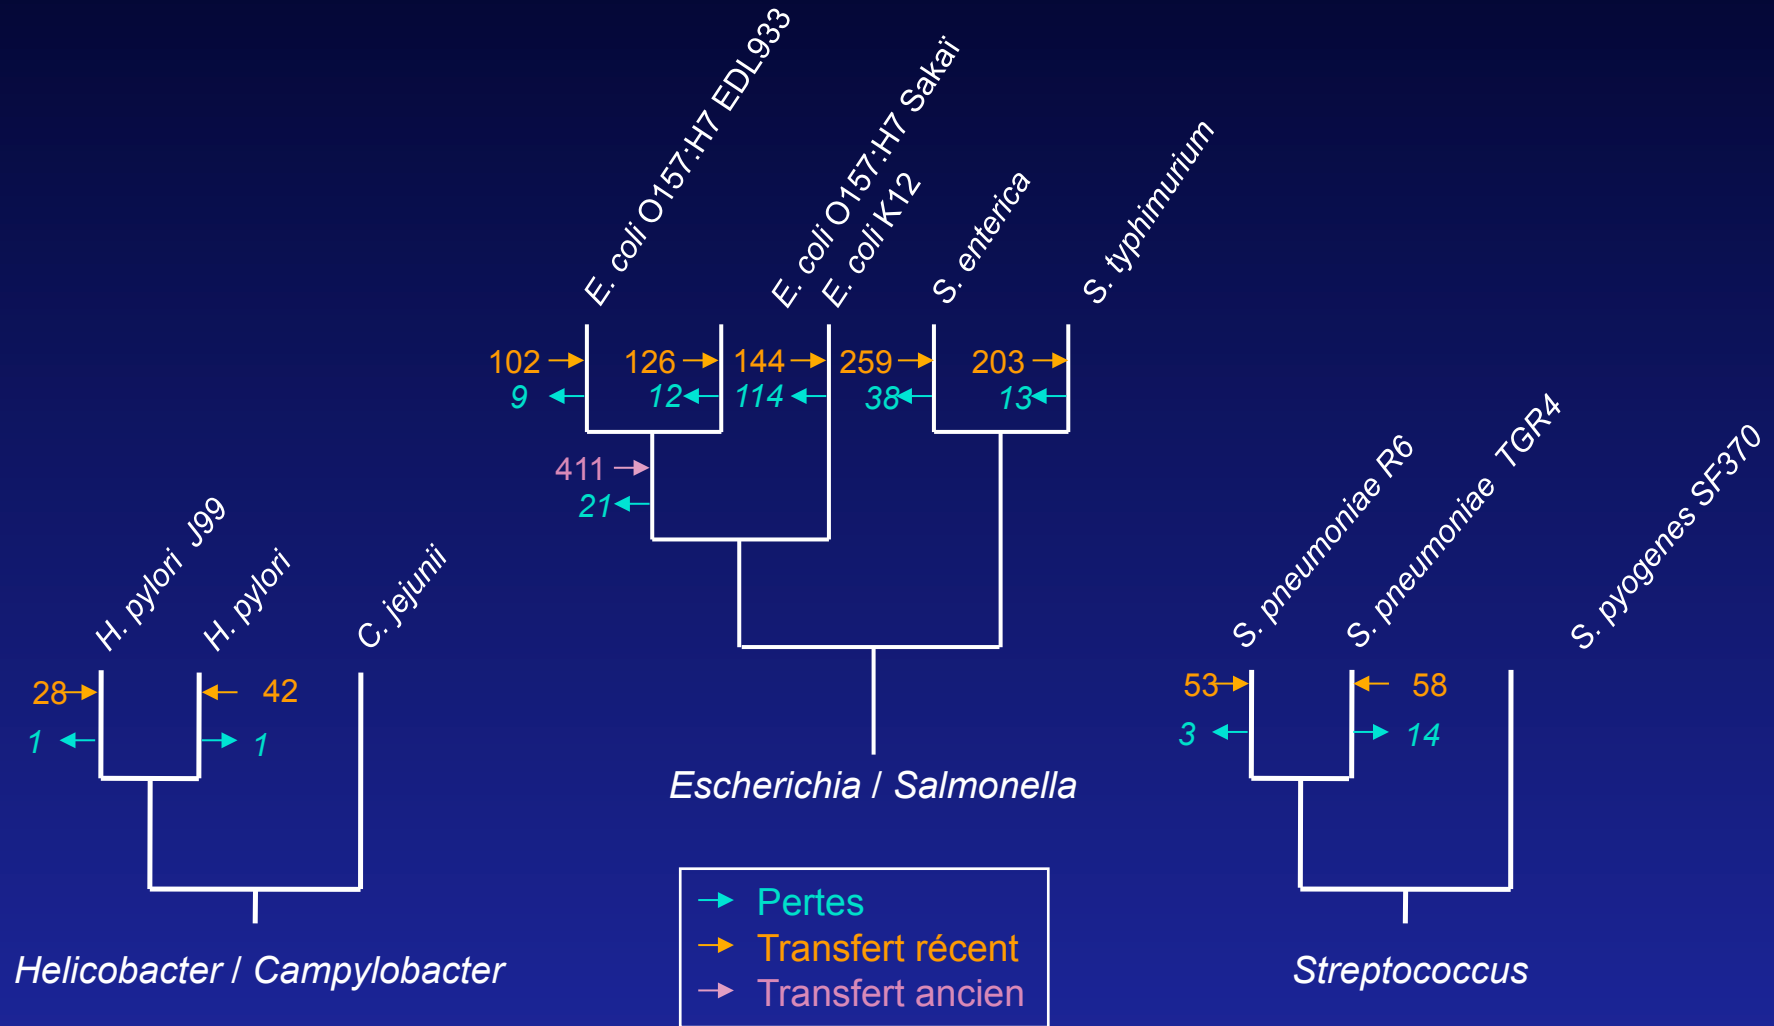 E. coli O157:H7 EDL933
E. coli O157:H7 Sakaï
E. coli K12
S. enterica
S. typhimurium
102
126
144
259
203
9
12
114
38
13
411
21
Escherichia / Salmonella
H. pylori J99
H. pylori
C. jejunii
28
42
1
1
Helicobacter / Campylobacter
S. pneumoniae R6
S. pneumoniae TGR4
S. pyogenes SF370
53
58
3
14
Streptococcus
Pertes
Transfert récent
Transfert ancien